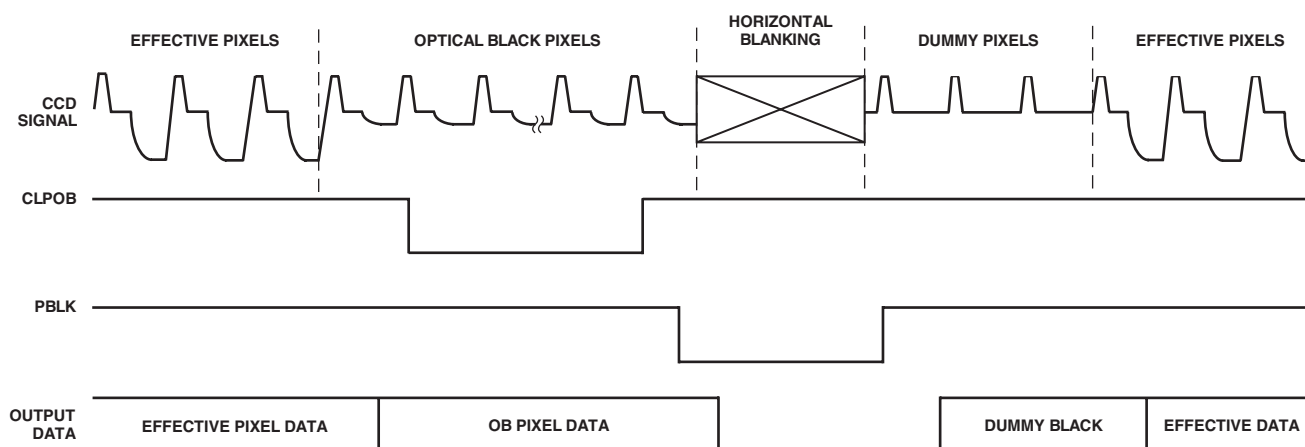 HORIZONTAL
BLANKING
EFFECTIVE PIXELS
OPTICAL BLACK PIXELS
DUMMY PIXELS
EFFECTIVE PIXELS
CCD
SIGNAL
CLPOB
PBLK
OUTPUT
DATA
EFFECTIVE PIXEL DATA
OB PIXEL DATA
DUMMY BLACK
EFFECTIVE DATA